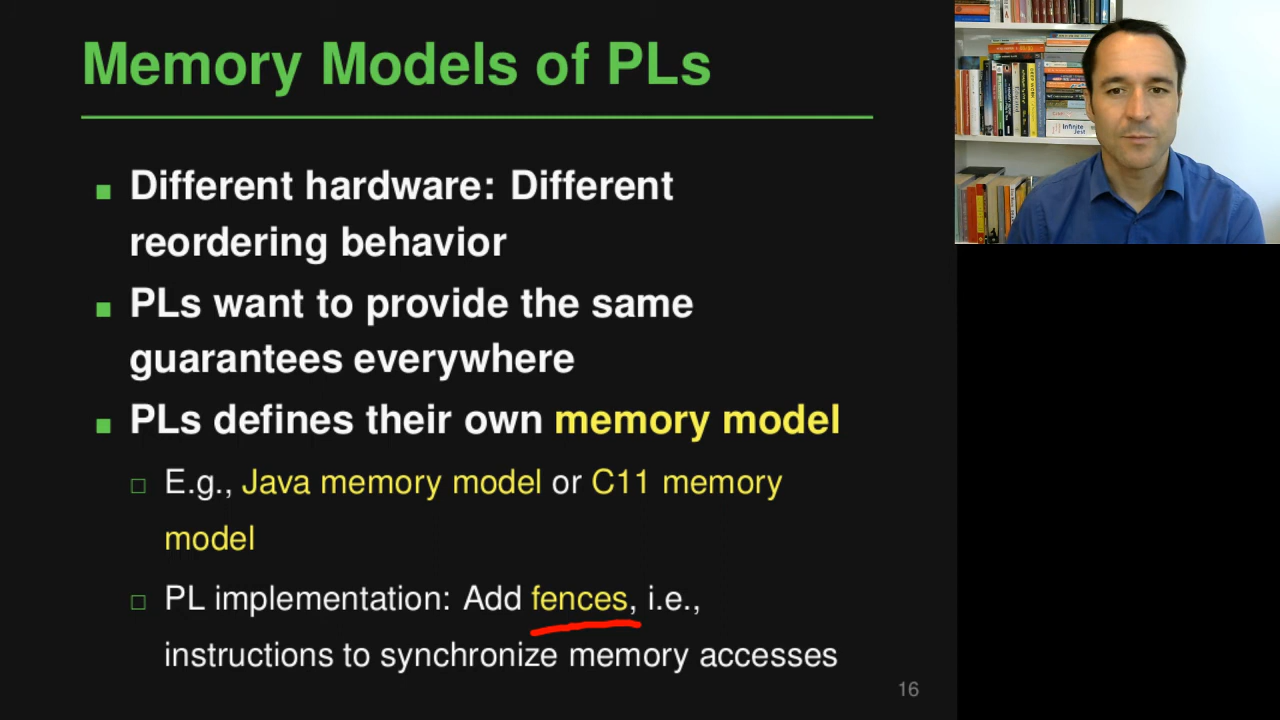 Memory Models of PLs
Different hardware: Different
reordering behavior
PLs want to provide the same
guarantees everywhere
PLs defines their own memory model
E.g., Java memory model or C11 memory
model
PL implementation: Add fences, i.e.,
instructions to synchronize memory accesses
16
Infinite
Jest